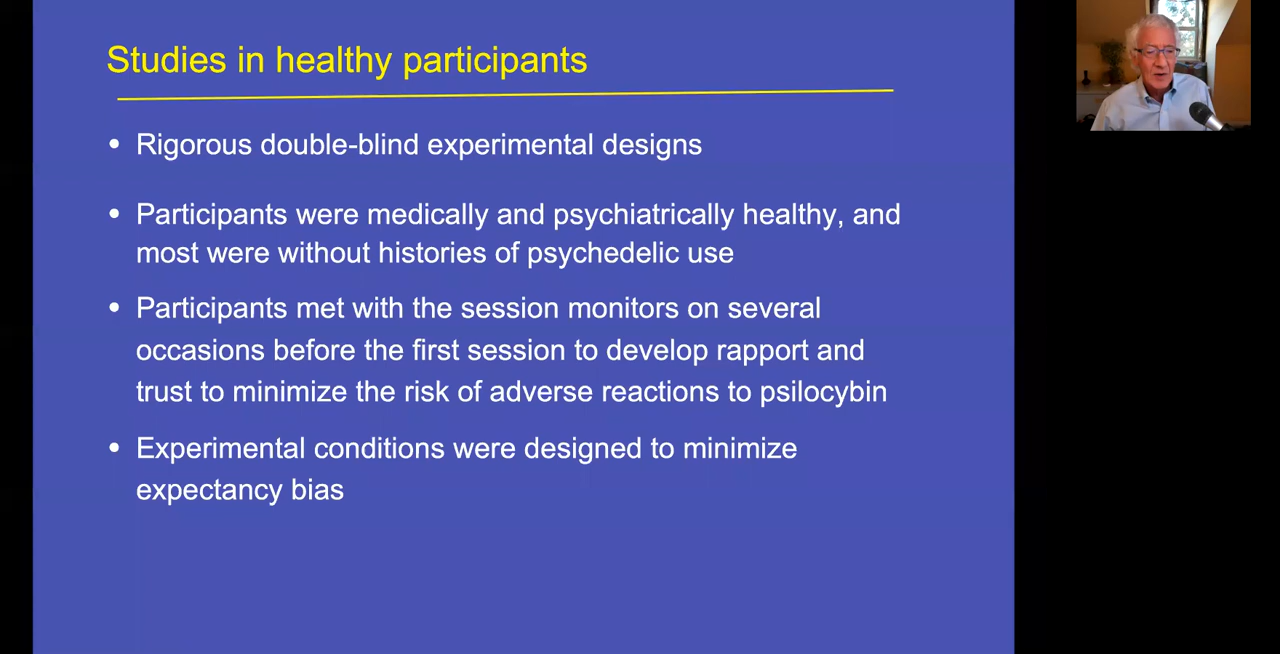 Studies in healthy participants
• Rigorous double-blind experimental designs
• Participants were medically and psychiatrically healthy, and
most were without histories of psychedelic use
• Participants met with the session monitors on several
occasions before the first session to develop rapport and
trust to minimize the risk of adverse reactions to psilocybin
• Experimental conditions were designed to minimize
expectancy bias